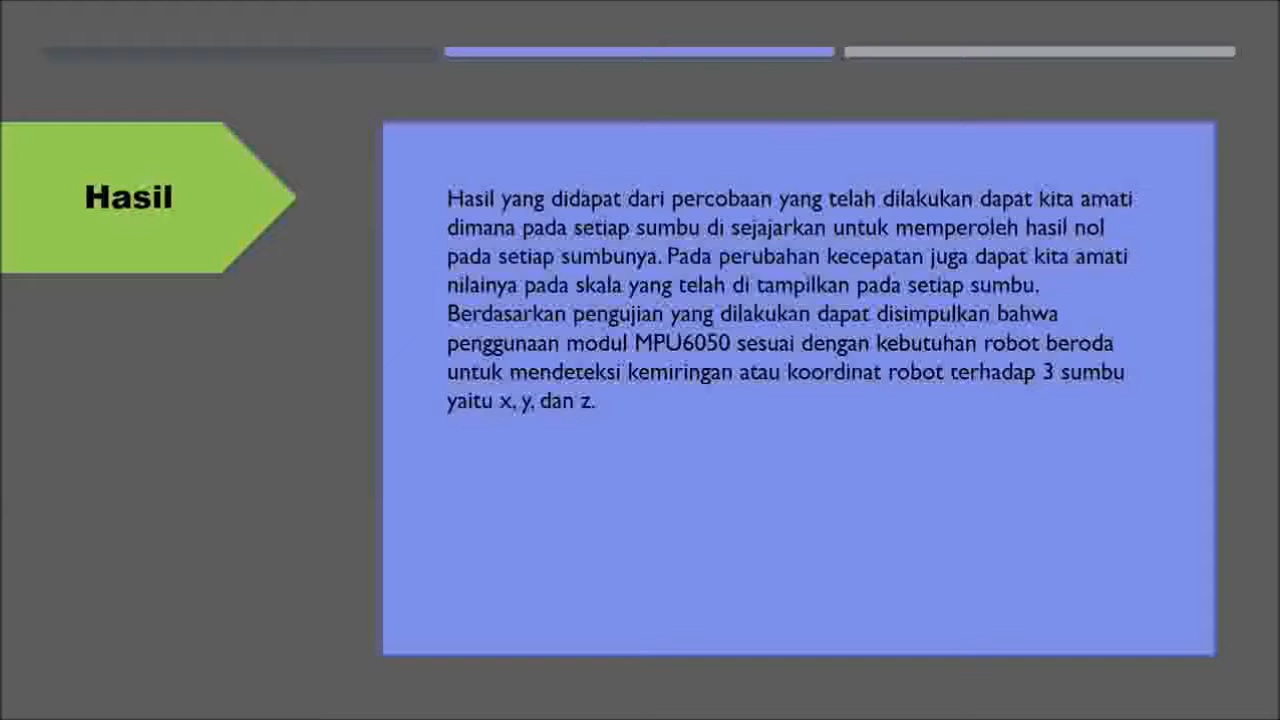 Hasil
Hasil yang didapat dari percobaan yang telah dilakukan dapat kita amati
dimana pada setiap sumbu di sejajarkan untuk memperoleh hasil nol
pada setiap sumbunya. Pada perubahan kecepatan juga dapat kita amati
nilainya pada skala yang telah di tampilkan pada setiap sumbu.
Berdasarkan pengujian yang dilakukan dapat disimpulkan bahwa
penggunaan modul MPU6050 sesuai dengan kebutuhan robot beroda
untuk mendeteksi kemiringan atau koordinat robot terhadap 3 sumbu
yaitu x, y, dan z.